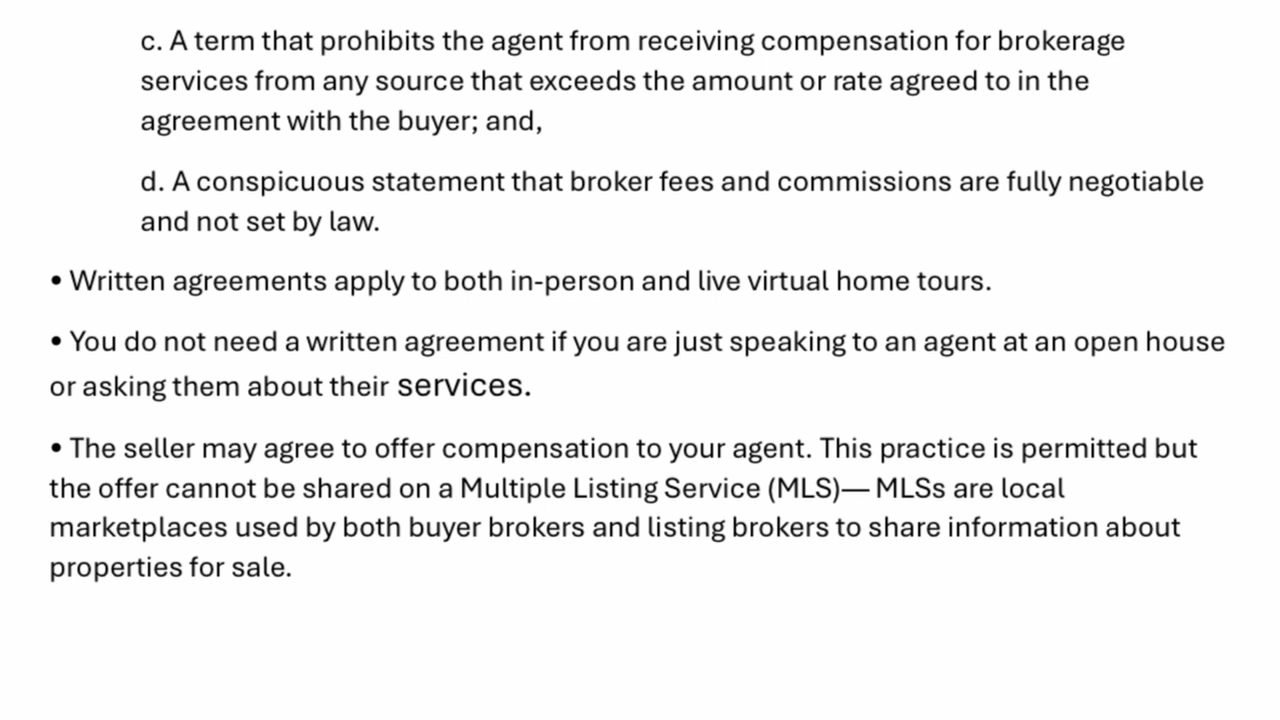 c. A term that prohibits the agent from receiving compensation for brokerage
services from any source that exceeds the amount or rate agreed to in the
agreement with the buyer; and,
d. A conspicuous statement that broker fees and commissions are fully negotiable
and not set by law.
• Written agreements apply to both in-person and live virtual home tours.
• You do not need a written agreement if you are just speaking to an agent at an open house
or asking them about their services.
• The seller may agree to offer compensation to your agent. This practice is permitted but
the offer cannot be shared on a Multiple Listing Service (MLS)— MLSs are local
marketplaces used by both buyer brokers and listing brokers to share information about
properties for sale.